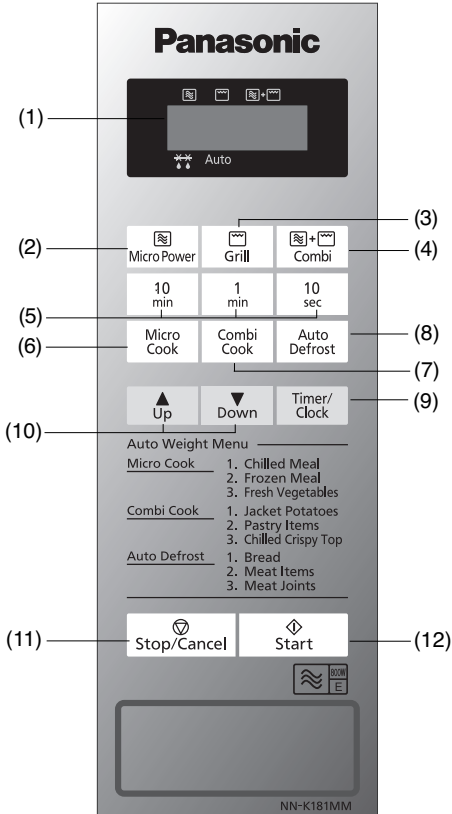 Panasonic
(1)
Auto
(3)
(2)
(4)
Micro Power
Grill
Combi
10
min
1
min
10
sec
(5)
(6)
(8)
Micro
Cook
Combi
Cook
Auto
Defrost
(7)
Up
Down
Timer/
Clock
(9)
(10)
Auto Weight Menu
Micro Cook 1. Chilled Meal
2. Frozen Meal
3. Fresh Vegetables
Combi Cook 1. Jacket Potatoes
2. Pastry Items
3. Chilled Crispy Top
Auto Defrost 1. Bread
2. Meat Items
3. Meat Joints
(11)
Stop/Cancel
Start
(12)
800W
E
NN-K181MM